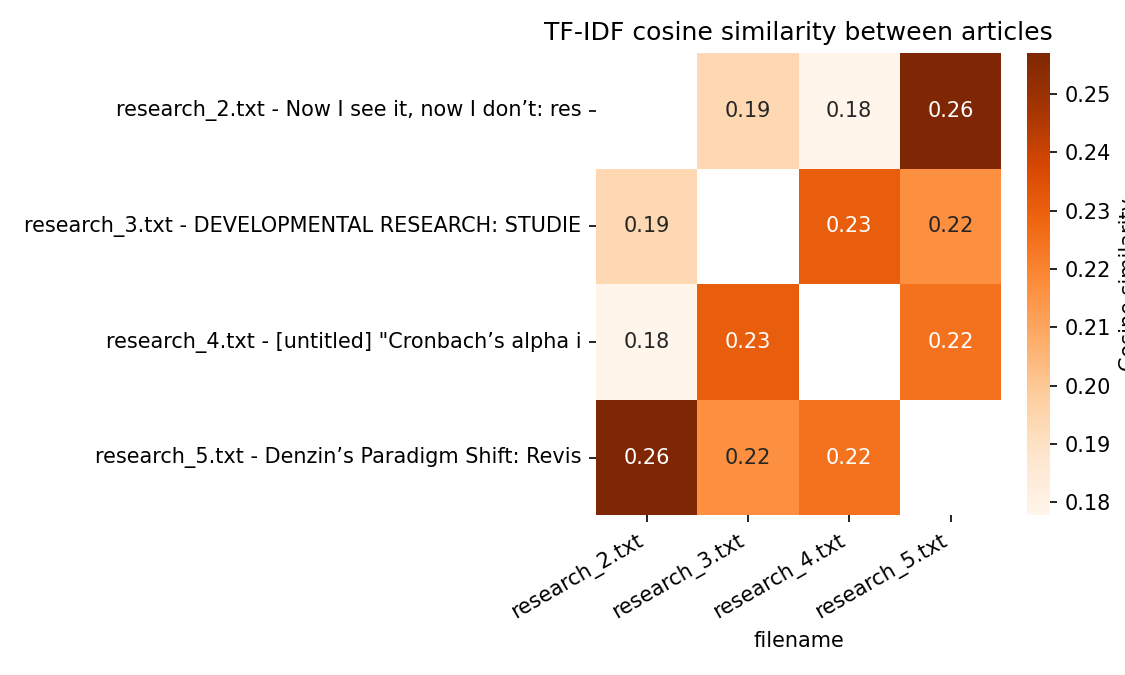 TF-IDF cosine similarity between articles
research_2.txt - Now I see it, now I don’t: res
0.19 0.18 0.26
research_3.txt - DEVELOPMENTAL RESEARCH: STUDIE
0.19 0.23 0.22
research_4.txt - [untitled] "Cronbach’s alpha i
0.18 0.23 0.22
research_5.txt - Denzin’s Paradigm Shift: Revis
0.26 0.22 0.22
research_2.txt research_3.txt research_4.txt research_5.txt
filename
0.25
0.24
0.23
0.22
0.21
0.20
0.19
0.18
Cosine similarity